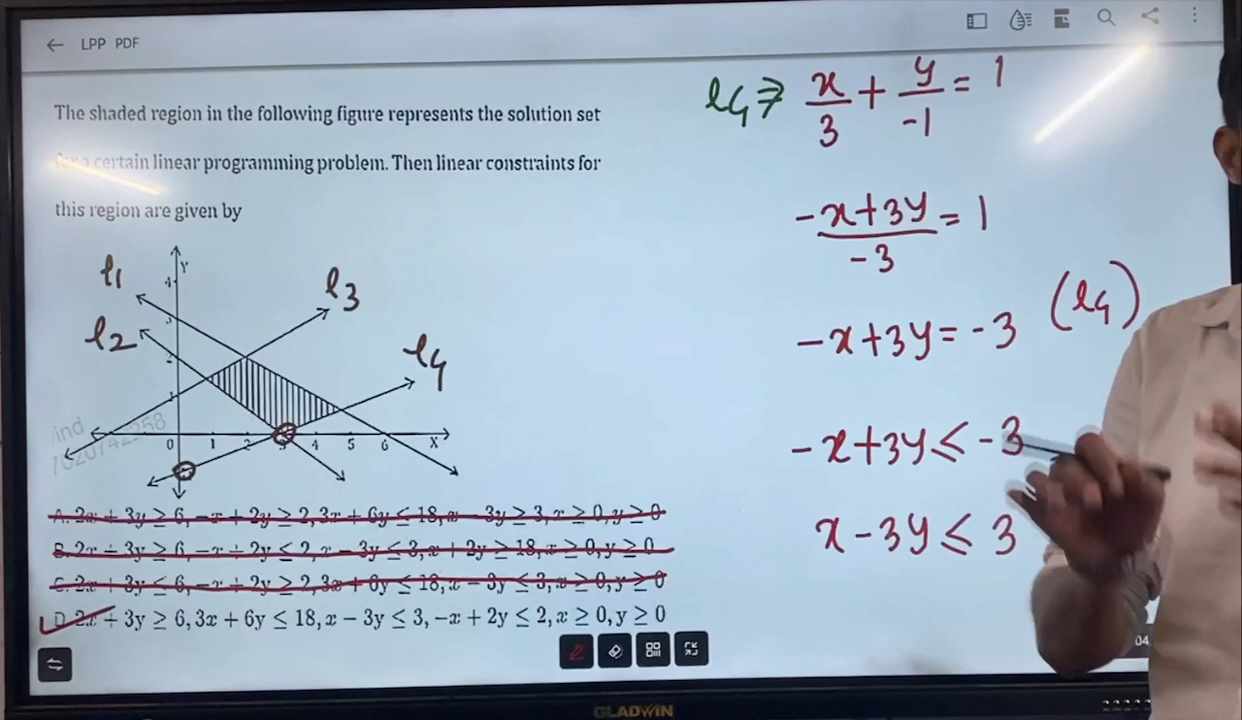 LPP PDF
The shaded region in the following figure represents the solution set
for a certain linear programming problem. Then linear constraints for
this region are given by
l1
l2
l3
l4
Y
4
3
2
1
0 1 2 3 4 5 6 X
A. 2x + 3y ≥ 6, −x + 2y ≥ 2, 3x + 6y ≤ 18, x − 3y ≥ 3, x ≥ 0, y ≥ 0
B. 2x + 3y ≥ 6, −x + 2y ≤ 2, x − 3y ≤ 3, x + 2y ≥ 18, x ≥ 0, y ≥ 0
C. 2x + 3y ≤ 6, −x + 2y ≥ 2, 3x + 6y ≤ 18, x − 3y ≤ 3, x ≥ 0, y ≥ 0
D. 2x + 3y ≥ 6, 3x + 6y ≤ 18, x − 3y ≤ 3, −x + 2y ≤ 2, x ≥ 0, y ≥ 0
l4 ⇒ x/3 + y/-1 = 1
-x+3y/-3 = 1
-x+3y = -3 (l4)
-x+3y ≤ -3
x-3y ≤ 3
04
GLADWIN